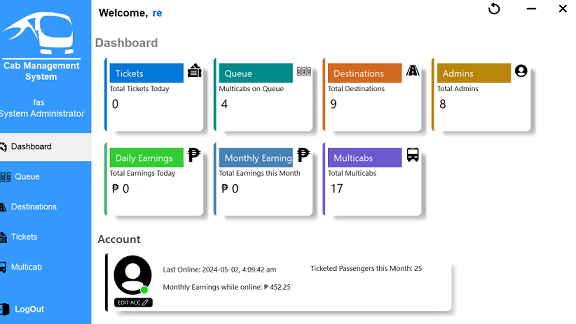 Welcome, re
Cab Management
System
fas
System Administrator
Dashboard
Queue
Destinations
Tickets
Multicab
LogOut
Dashboard
Tickets
Total Tickets Today
0
Queue
Multicabs on Queue
4
Destinations
Total Destinations
9
Admins
Total Admins
8
Daily Earnings
Total Earnings Today
₱ 0
Monthly Earning
Total Earnings this Month
₱ 0
Multicabs
Total Multicabs
17
Account
Last Online: 2024-05-02, 4:09:42 am
Ticketed Passengers this Month: 25
Monthly Earnings while online: ₱ 452.25
EDIT ACC